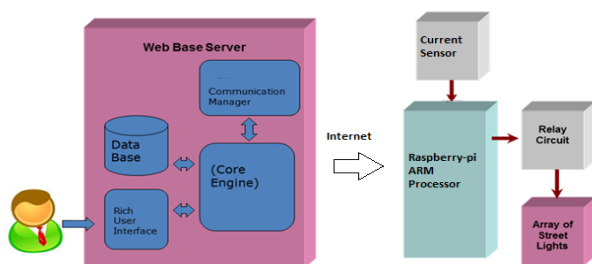 Web Base Server
Communication
Manager
Data
Base
(Core
Engine)
Rich
User
Interface
Internet
Current
Sensor
Raspberry-pi
ARM
Processor
Relay
Circuit
Array of
Street
Lights